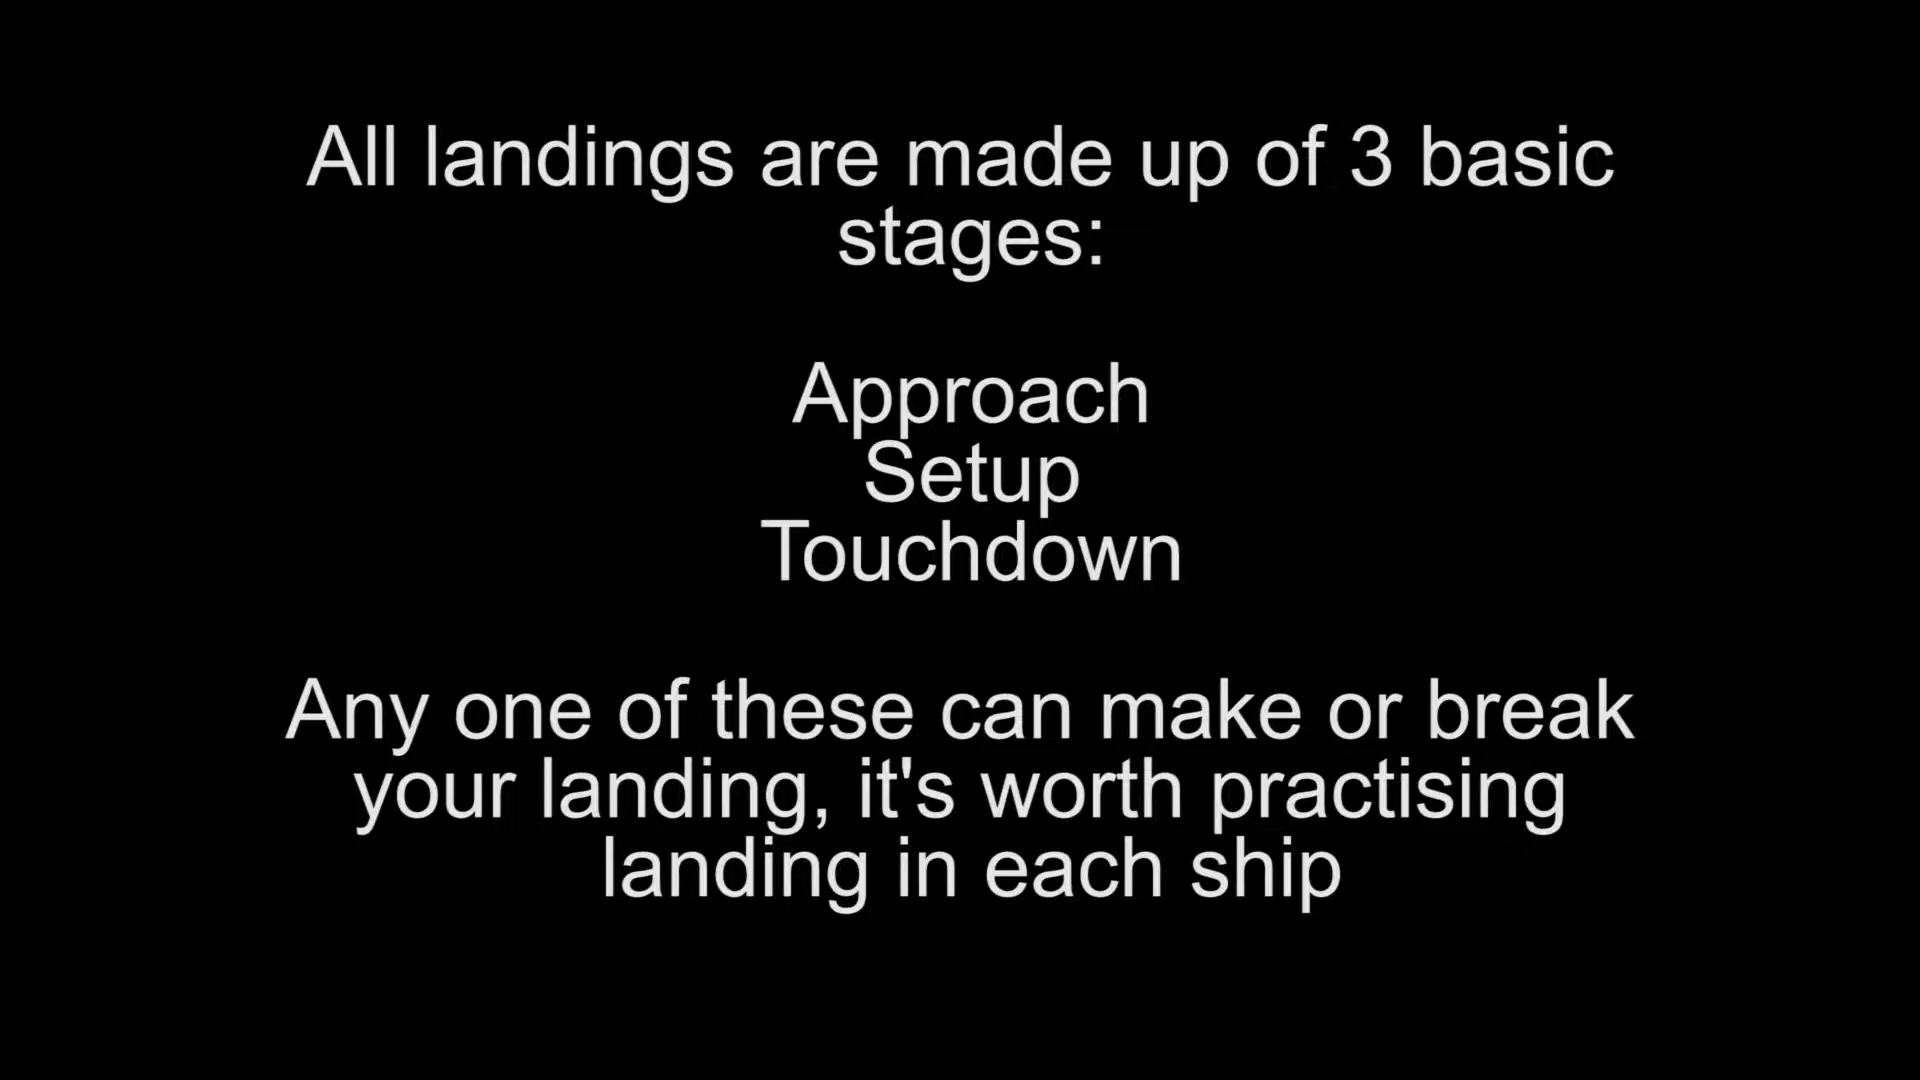 All landings are made up of 3 basic
stages:
Approach
Setup
Touchdown
Any one of these can make or break
your landing, it's worth practising
landing in each ship